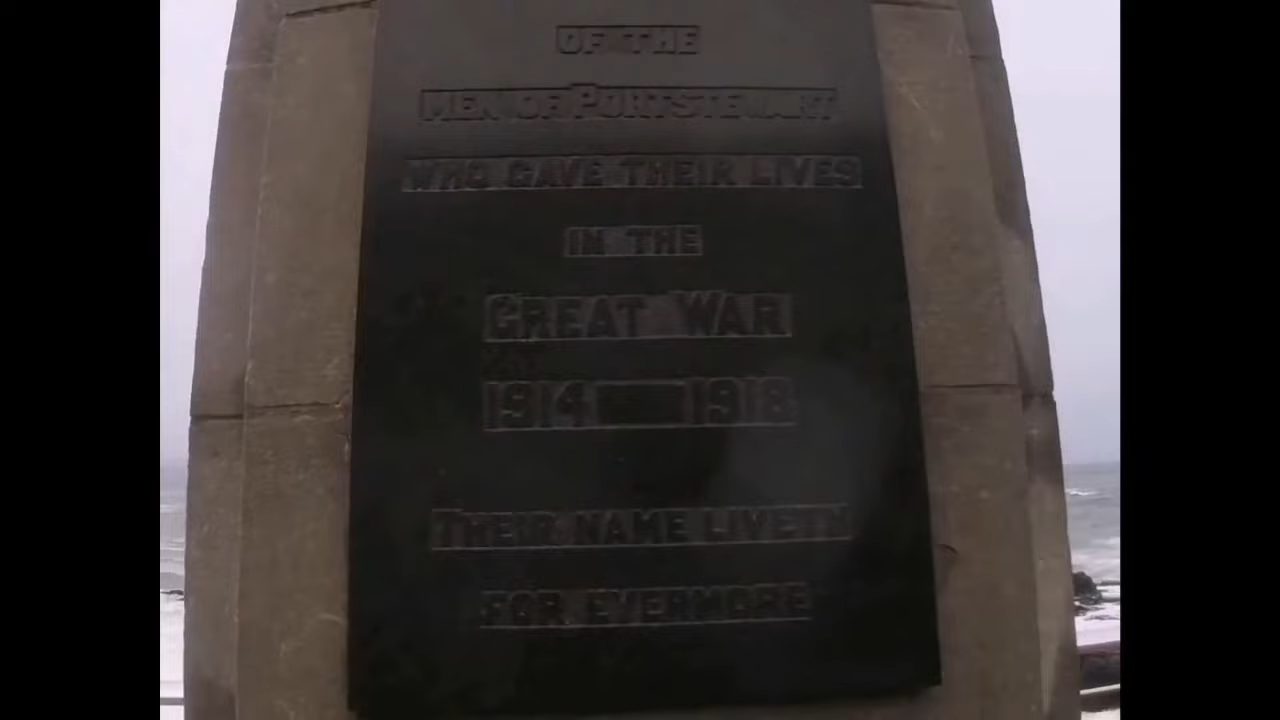 OF THE
MEN OF PORTSTEWART
WHO GAVE THEIR LIVES
IN THE
GREAT WAR
1914 — 1918
THEIR NAME LIVETH
FOR EVERMORE